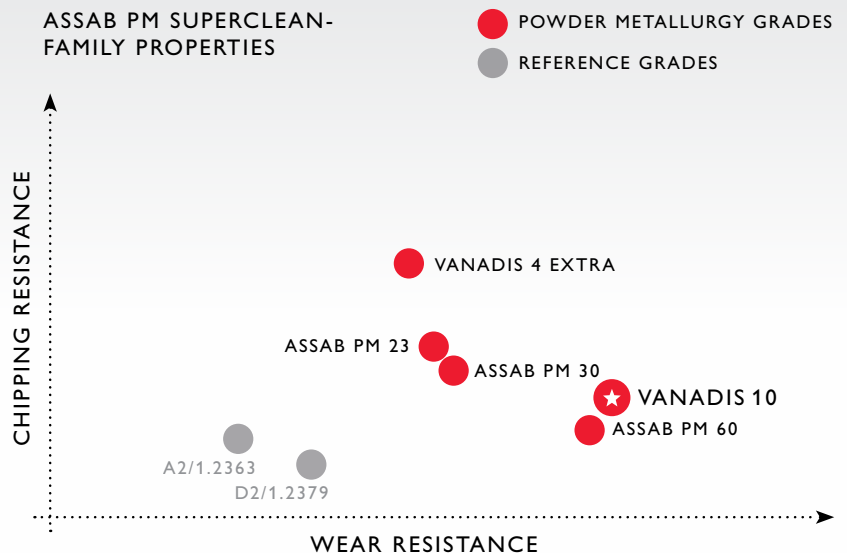 ASSAB PM SUPERCLEAN-
FAMILY PROPERTIES
POWDER METALLURGY GRADES
REFERENCE GRADES
CHIPPING RESISTANCE
VANADIS 4 EXTRA
ASSAB PM 23
ASSAB PM 30
VANADIS 10
ASSAB PM 60
A2/1.2363
D2/1.2379
WEAR RESISTANCE